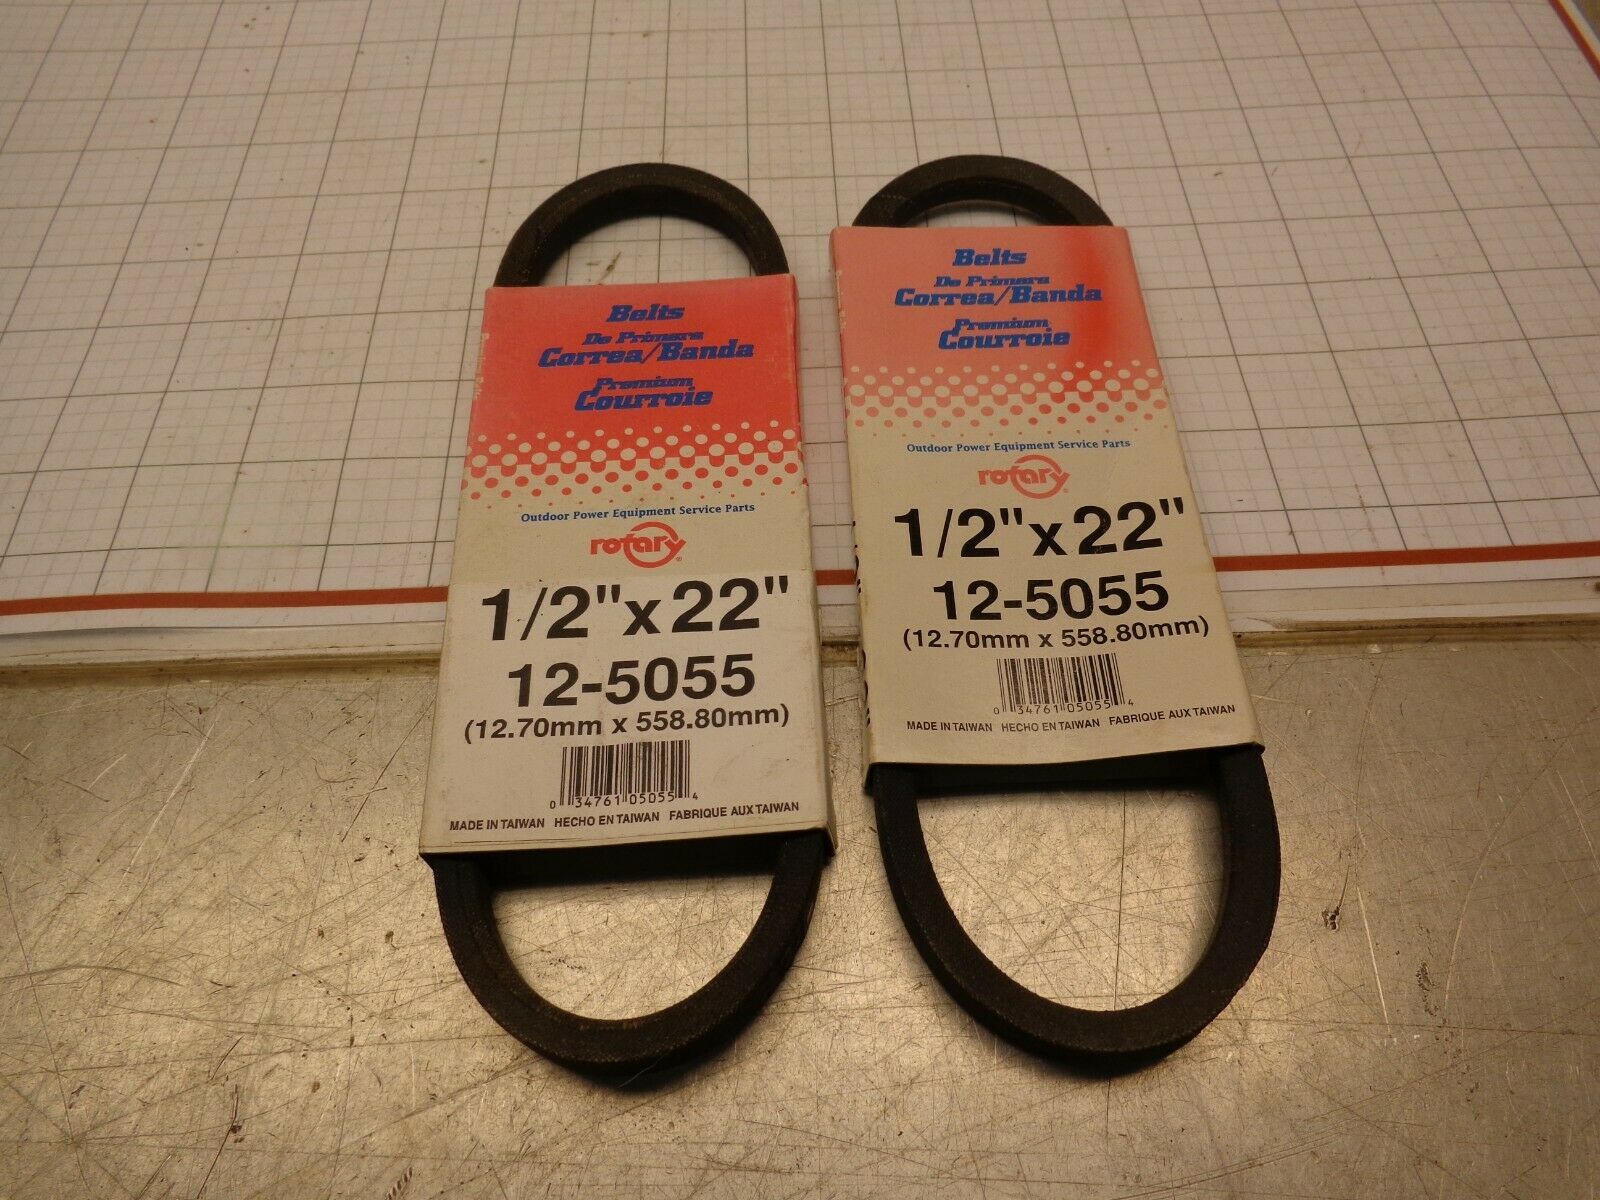 Belts
De Primera
Correa/Banda
Premium
Courroie
Outdoor Power Equipment Service Parts
rotary®
1/2"x22"
12-5055
(12.70mm x 558.80mm)
0 34761 05055 4
MADE IN TAIWAN HECHO EN TAIWAN FABRIQUE AUX TAIWAN
Belts
De Primera
Correa/Banda
Premium
Courroie
Outdoor Power Equipment Service Parts
rotary®
1/2"x22"
12-5055
(12.70mm x 558.80mm)
0 34761 05055 4
MADE IN TAIWAN HECHO EN TAIWAN FABRIQUE AUX TAIWAN